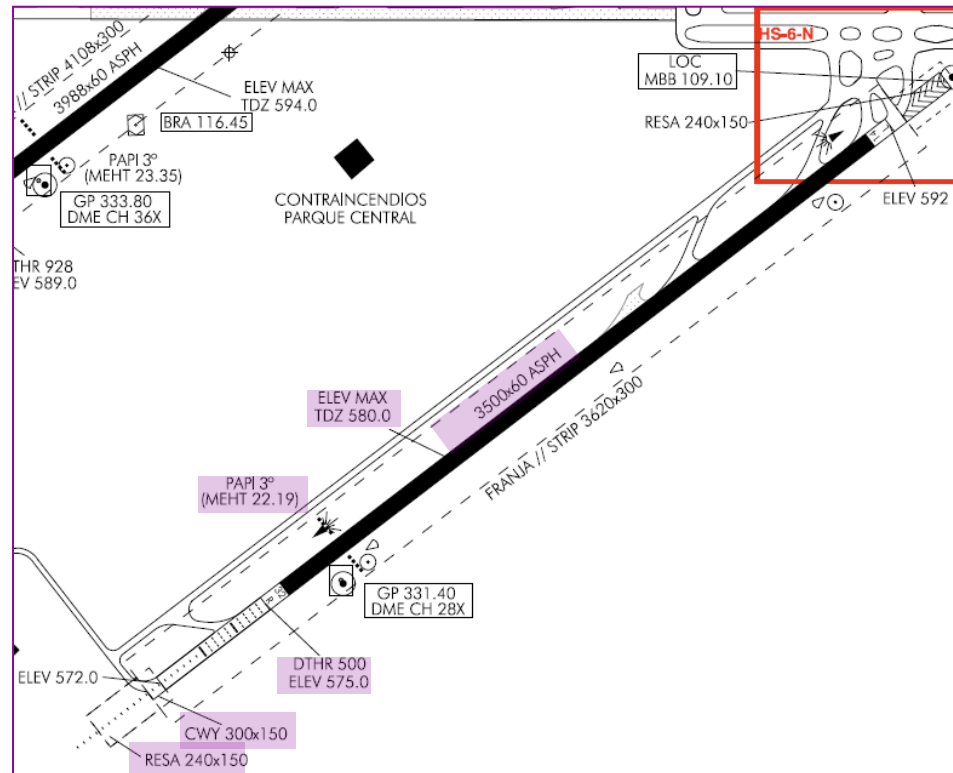 // STRIP 4108x300
3988x60 ASPH
ELEV MAX
TDZ 594.0
BRA 116.45
PAPI 3º
(MEHT 23.35)
GP 333.80
DME CH 36X
THR 928
EV 589.0
CONTRAINCENDIOS
PARQUE CENTRAL
HS-6-N
LOC
MBB 109.10
RESA 240x150
ELEV 592
3500x60 ASPH
ELEV MAX
TDZ 580.0
FRANJA // STRIP 3620x300
PAPI 3º
(MEHT 22.19)
GP 331.40
DME CH 28X
DTHR 500
ELEV 575.0
ELEV 572.0
CWY 300x150
RESA 240x150